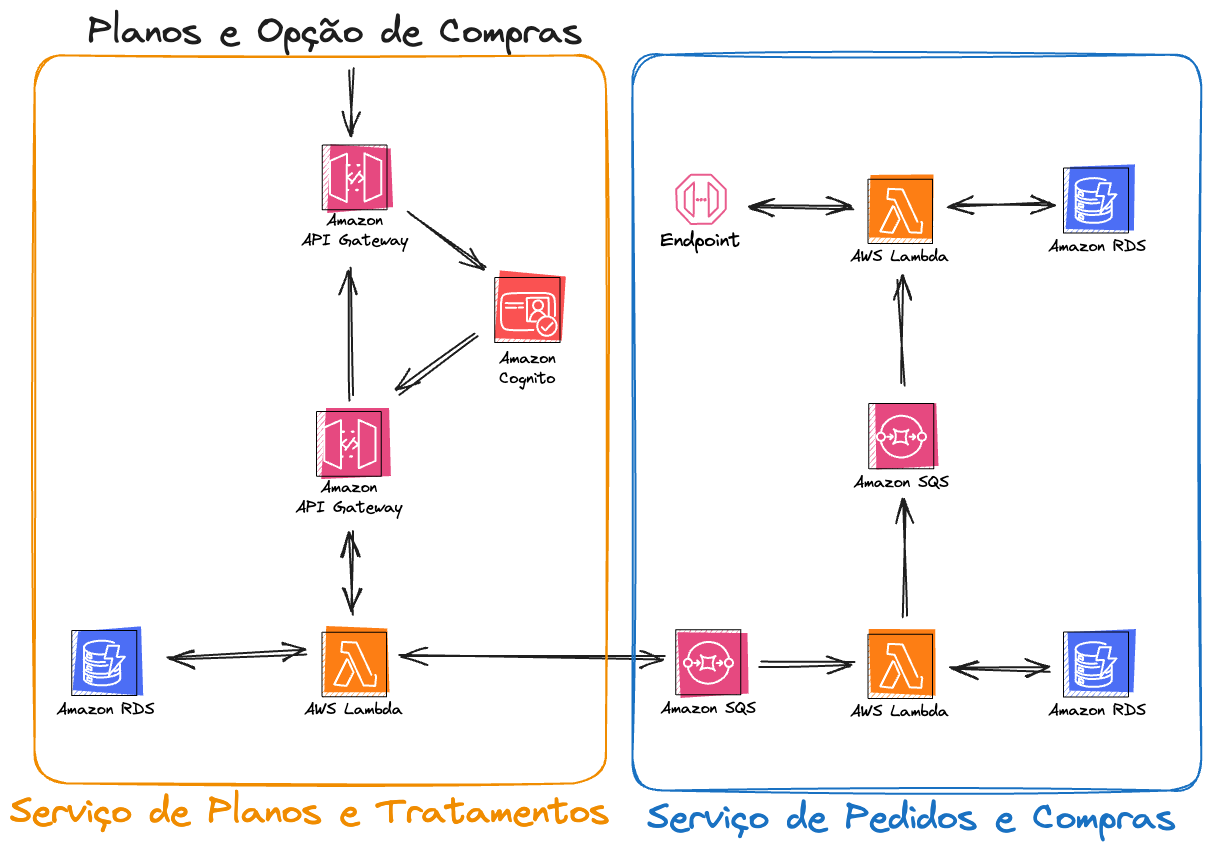 Planos e Opção de Compras
Amazon
API Gateway
Amazon
Cognito
Amazon
API Gateway
Amazon RDS
AWS Lambda
Serviço de Planos e Tratamentos
Endpoint
AWS Lambda
Amazon RDS
Amazon SQS
Amazon SQS
AWS Lambda
Amazon RDS
Serviço de Pedidos e Compras